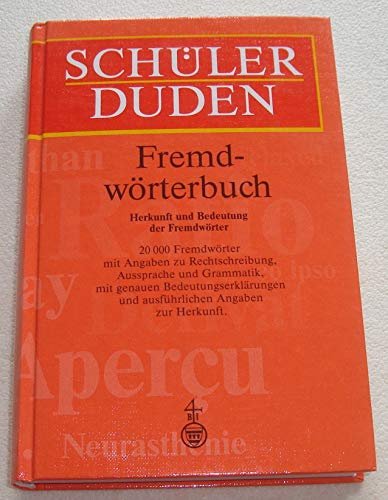 SCHÜLER
DUDEN
Fremd-
wörterbuch
Herkunft und Bedeutung
der Fremdwörter
20 000 Fremdwörter
mit Angaben zu Rechtschreibung,
Aussprache und Grammatik,
mit genauen Bedeutungserklärungen
und ausführlichen Angaben
zur Herkunft.
Ipso
Aperçu
B I
Neurasthenie